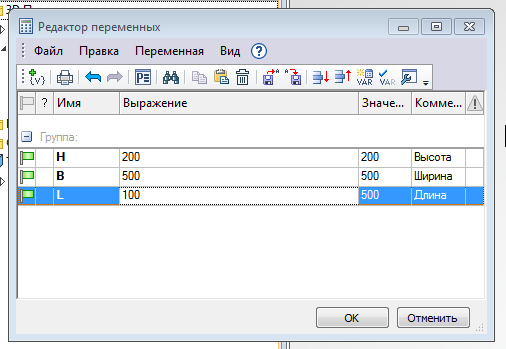 Редактор переменных
Файл Правка Переменная Вид ?
{v} P VAR VAR
? Имя Выражение Значе... Комме...
Группа:
H 200 200 Высота
B 500 500 Ширина
L 100 500 Длина
OK Отменить